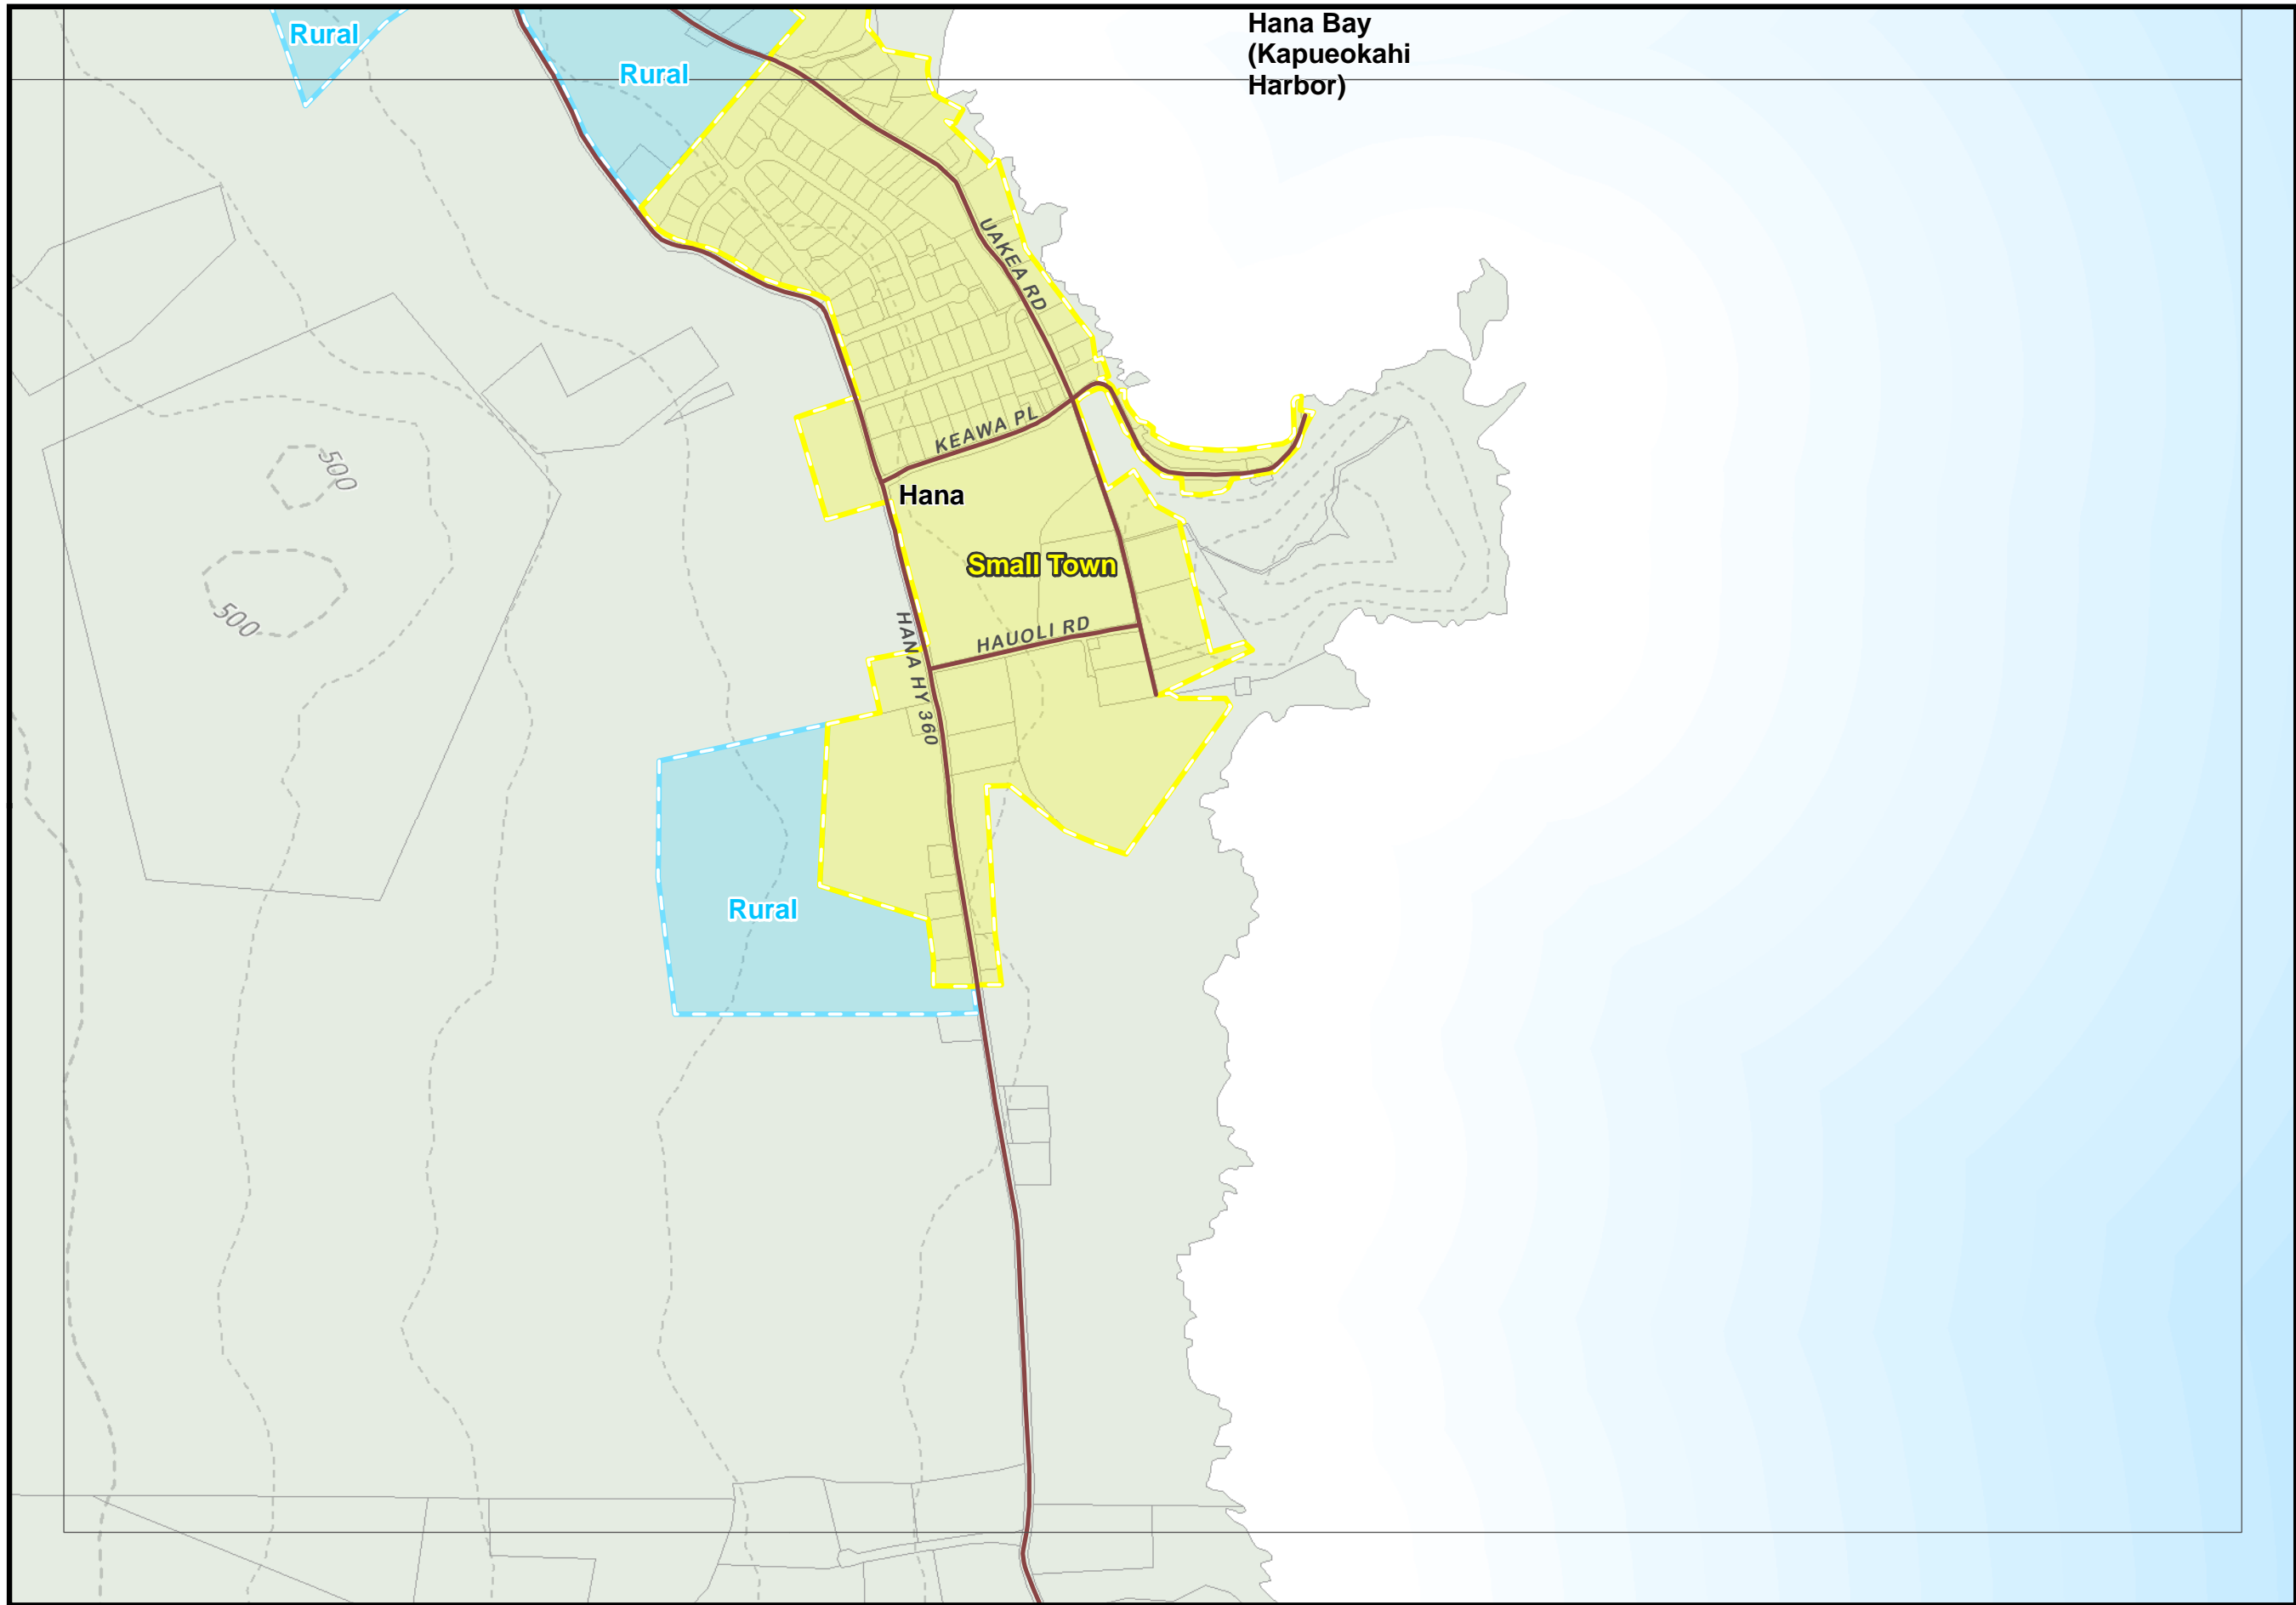 Hana Bay
(Kapueokahi
Harbor)
Rural
Rural
UAKEA RD
KEAWA PL
500
Hana
Small Town
500
HAUOLI RD
HANA HY 360
Rural